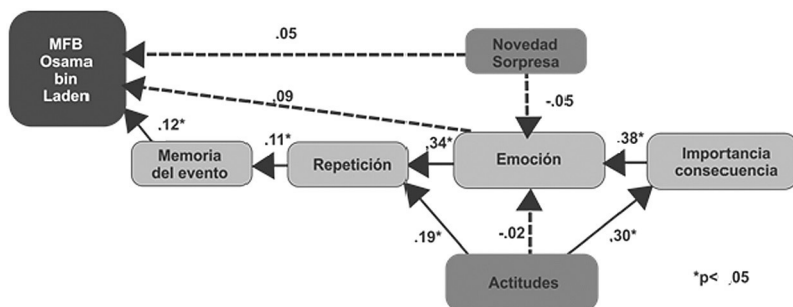 MFB
Osama
bin
Laden
.05
Novedad
Sorpresa
.09
-.05
.12*
Memoria
del evento
.11*
Repetición
,34*
Emoción
.38*
Importancia
consecuencia
.19*
-.02
,30*
Actitudes
*p< .05